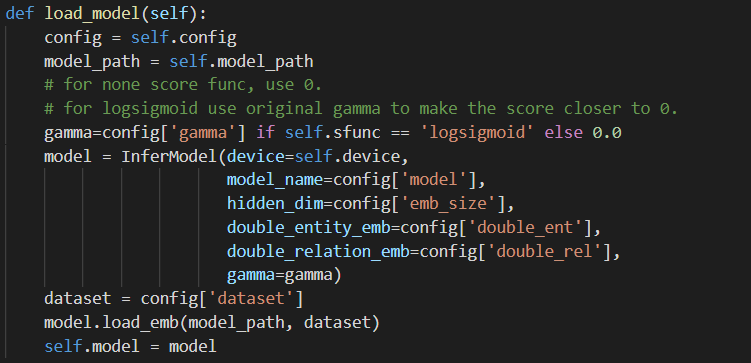 def load_model(self):
    config = self.config
    model_path = self.model_path
    # for none score func, use 0.
    # for logsigmoid use original gamma to make the score closer to 0.
    gamma=config['gamma'] if self.sfunc == 'logsigmoid' else 0.0
    model = InferModel(device=self.device,
                       model_name=config['model'],
                       hidden_dim=config['emb_size'],
                       double_entity_emb=config['double_ent'],
                       double_relation_emb=config['double_rel'],
                       gamma=gamma)
    dataset = config['dataset']
    model.load_emb(model_path, dataset)
    self.model = model